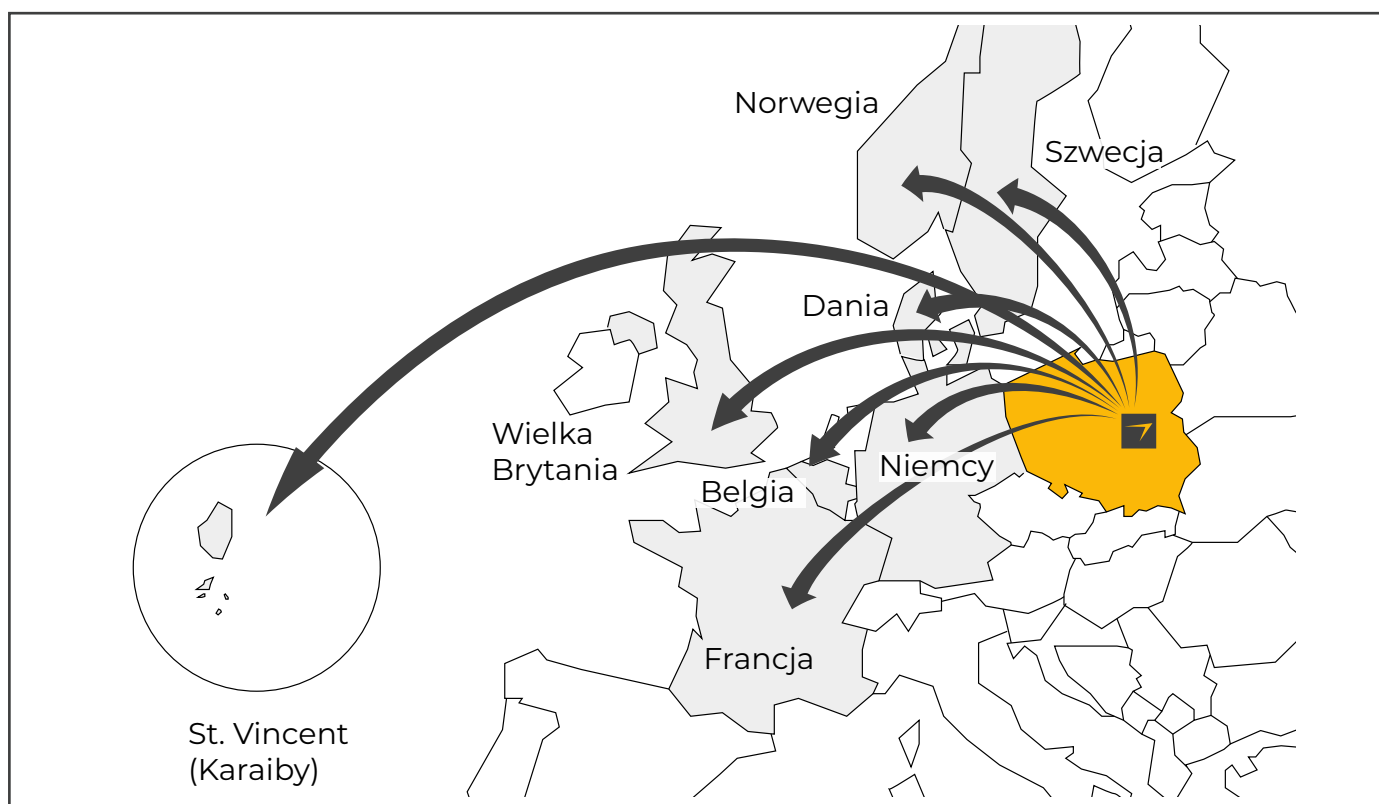 Norwegia
Szwecja
Dania
Wielka
Brytania
Belgia
Niemcy
Francja
St. Vincent
(Karaiby)